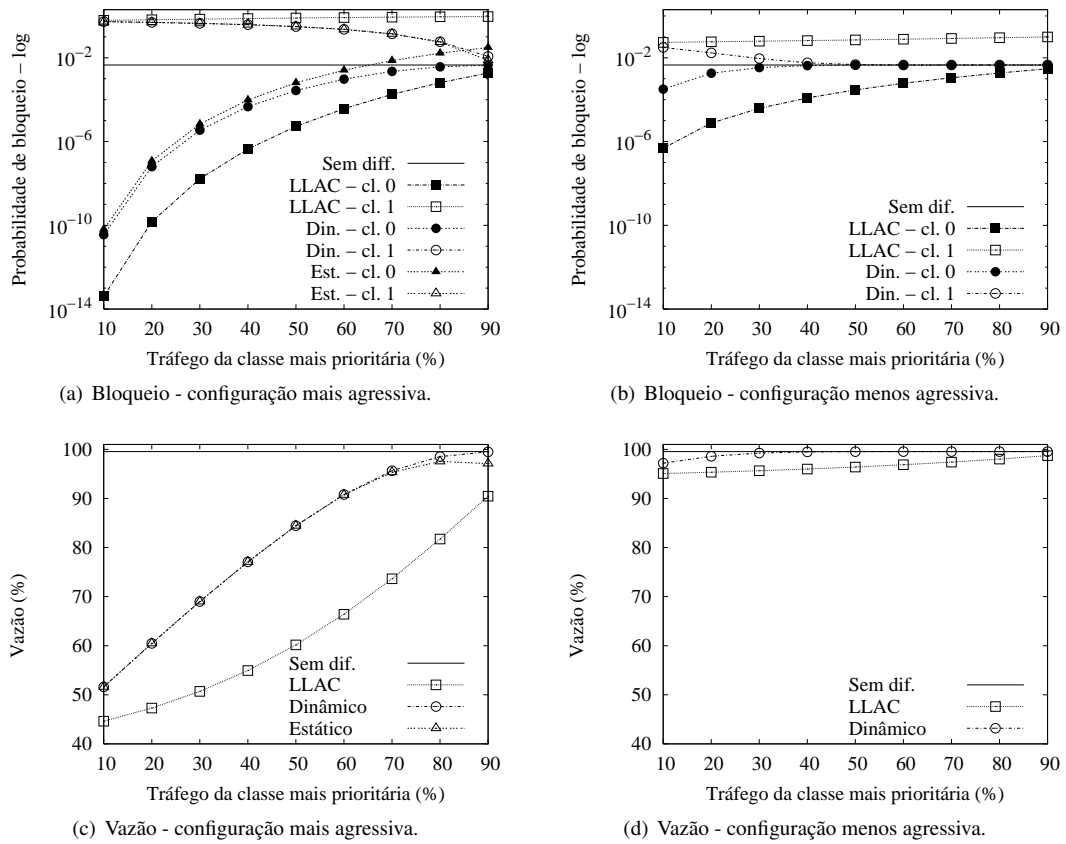 Probabilidade de bloqueio – log
10⁻²
10⁻⁶
10⁻¹⁰
10⁻¹⁴
Sem diff.
LLAC – cl. 0
LLAC – cl. 1
Din. – cl. 0
Din. – cl. 1
Est. – cl. 0
Est. – cl. 1
10 20 30 40 50 60 70 80 90
Tráfego da classe mais prioritária (%)
(a) Bloqueio - configuração mais agressiva.
Probabilidade de bloqueio – log
10⁻²
10⁻⁶
10⁻¹⁰
10⁻¹⁴
Sem dif.
LLAC – cl. 0
LLAC – cl. 1
Din. – cl. 0
Din. – cl. 1
10 20 30 40 50 60 70 80 90
Tráfego da classe mais prioritária (%)
(b) Bloqueio - configuração menos agressiva.
Vazão (%)
100
90
80
70
60
50
40
Sem dif.
LLAC
Dinâmico
Estático
10 20 30 40 50 60 70 80 90
Tráfego da classe mais prioritária (%)
(c) Vazão - configuração mais agressiva.
Vazão (%)
100
90
80
70
60
50
40
Sem dif.
LLAC
Dinâmico
10 20 30 40 50 60 70 80 90
Tráfego da classe mais prioritária (%)
(d) Vazão - configuração menos agressiva.